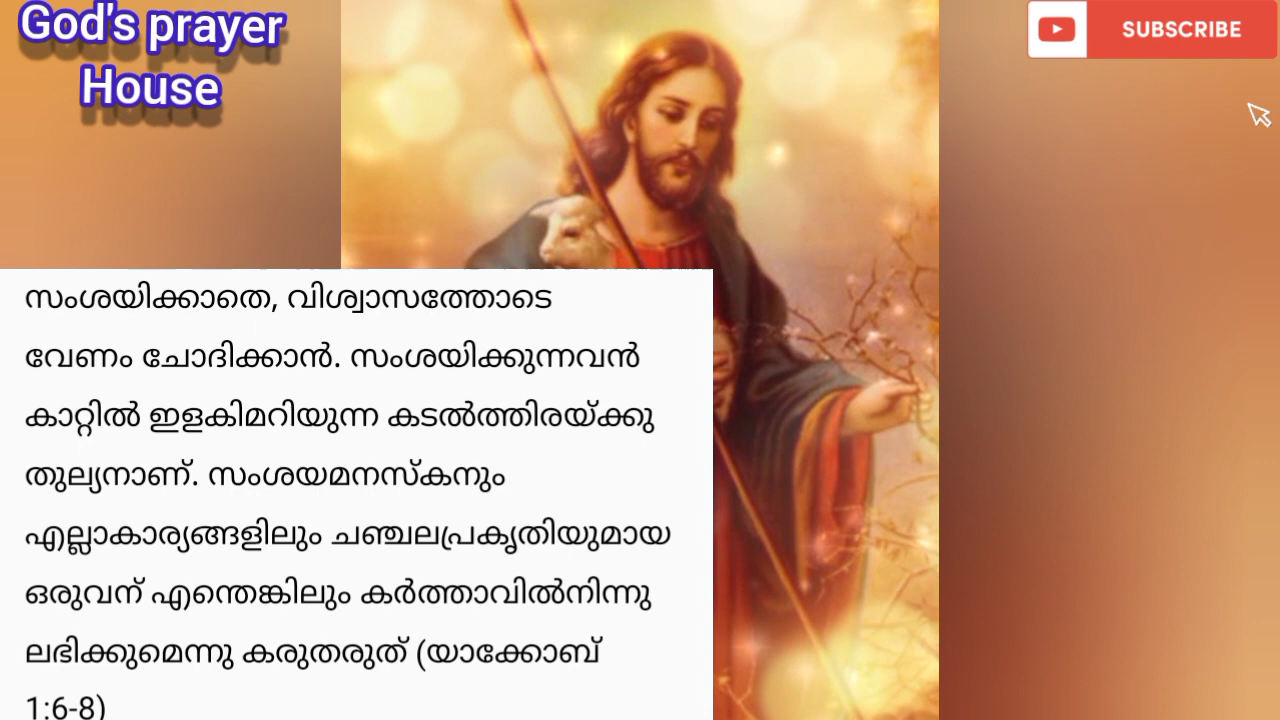 God's prayer
House
SUBSCRIBE
സംശയിക്കാതെ, വിശ്വാസത്തോടെ
വേണം ചോദിക്കാൻ. സംശയിക്കുന്നവൻ
കാറ്റിൽ ഇളകിമറിയുന്ന കടൽത്തിരയ്ക്കു
തുല്യനാണ്. സംശയമനസ്കനും
എല്ലാകാര്യങ്ങളിലും ചഞ്ചലപ്രകൃതിയുമായ
ഒരുവന് എന്തെങ്കിലും കർത്താവിൽനിന്നു
ലഭിക്കുമെന്നു കരുതരുത് (യാക്കോബ്
1:6-8)